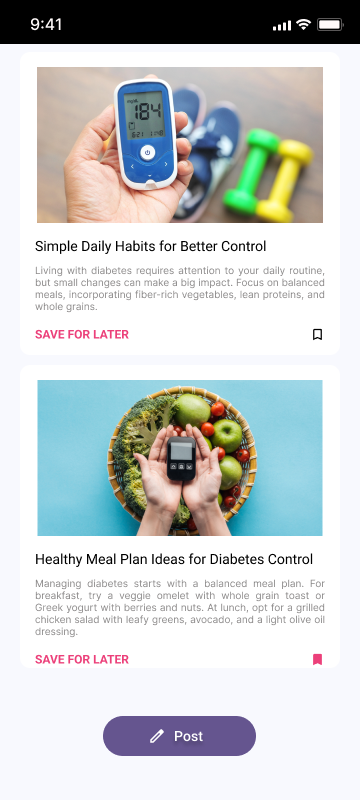 9:41
mg/dL
184
Simple Daily Habits for Better Control
Living with diabetes requires attention to your daily routine,
but small changes can make a big impact. Focus on balanced
meals, incorporating fiber-rich vegetables, lean proteins, and
whole grains.
SAVE FOR LATER
Healthy Meal Plan Ideas for Diabetes Control
Managing diabetes starts with a balanced meal plan. For
breakfast, try a veggie omelet with whole grain toast or
Greek yogurt with berries and nuts. At lunch, opt for a grilled
chicken salad with leafy greens, avocado, and a light olive oil
dressing.
SAVE FOR LATER
Post